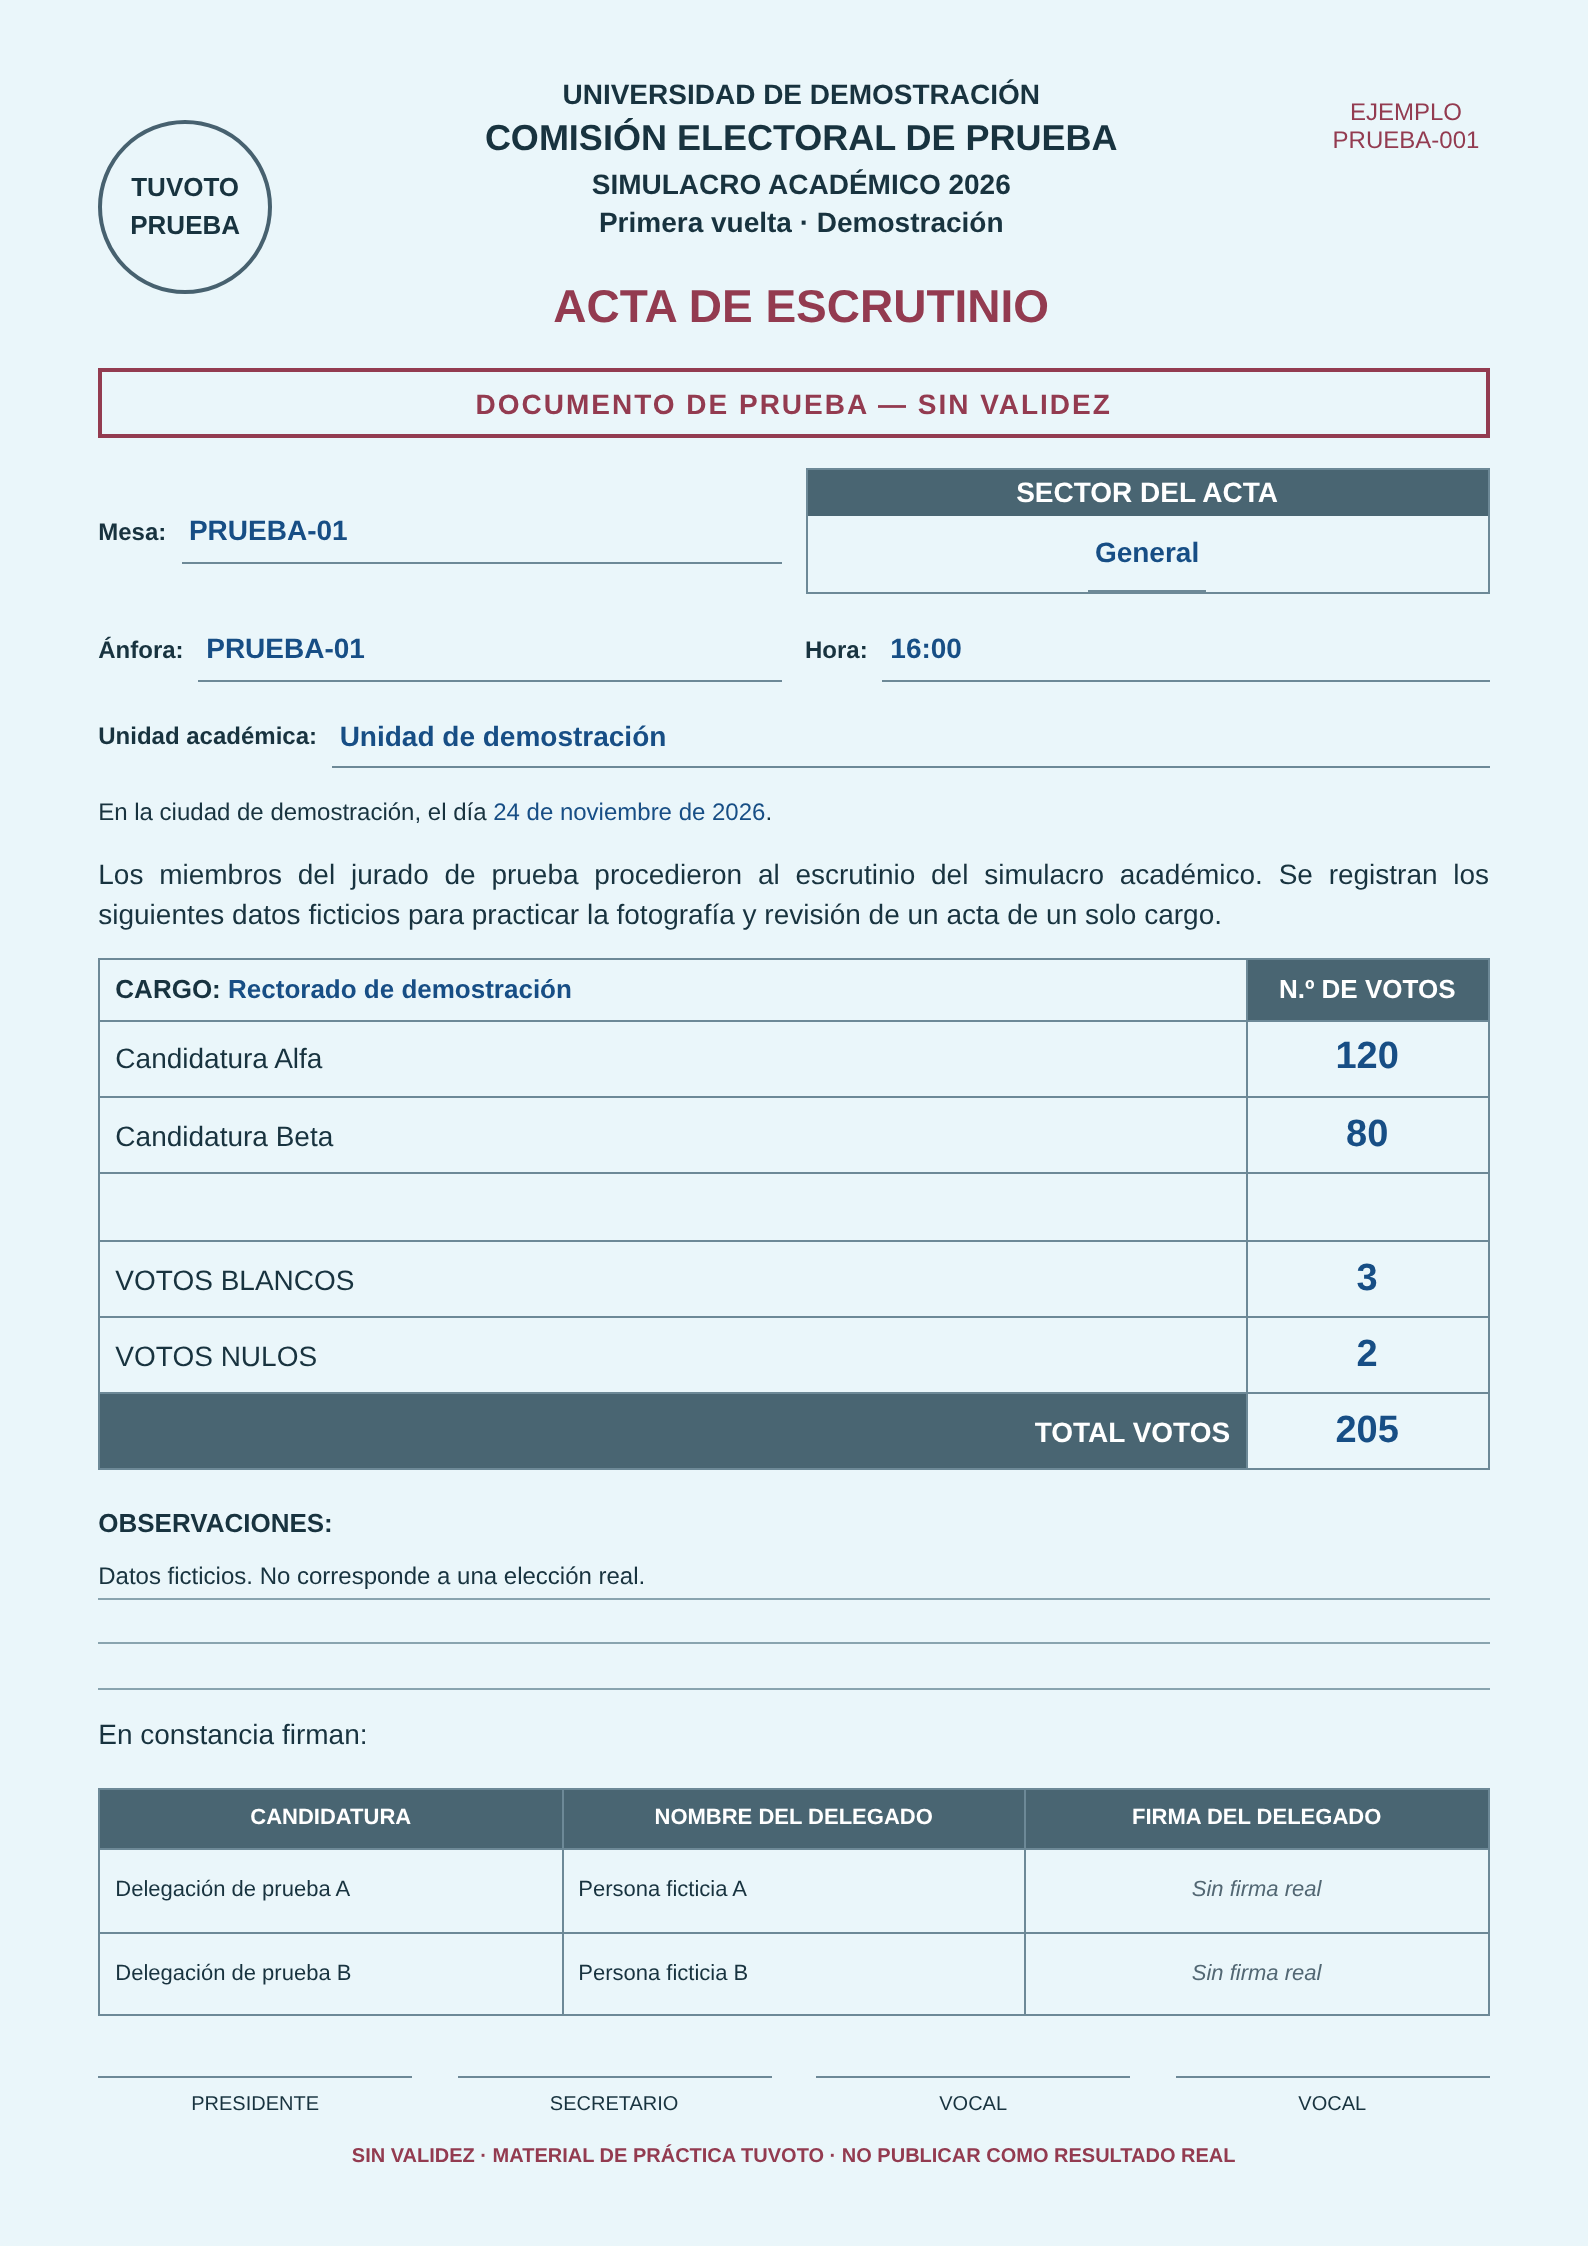 UNIVERSIDAD DE DEMOSTRACIÓN
COMISIÓN ELECTORAL DE PRUEBA
SIMULACRO ACADÉMICO 2026
Primera vuelta · Demostración
EJEMPLO
PRUEBA-001
TUVOTO
PRUEBA
ACTA DE ESCRUTINIO
DOCUMENTO DE PRUEBA — SIN VALIDEZ
Mesa: PRUEBA-01
SECTOR DEL ACTA
General
Ánfora: PRUEBA-01
Hora: 16:00
Unidad académica: Unidad de demostración
En la ciudad de demostración, el día 24 de noviembre de 2026.
Los miembros del jurado de prueba procedieron al escrutinio del simulacro académico. Se registran los
siguientes datos ficticios para practicar la fotografía y revisión de un acta de un solo cargo.
CARGO: Rectorado de demostración N.º DE VOTOS
Candidatura Alfa 120
Candidatura Beta 80
VOTOS BLANCOS 3
VOTOS NULOS 2
TOTAL VOTOS 205
OBSERVACIONES:
Datos ficticios. No corresponde a una elección real.
En constancia firman:
CANDIDATURA NOMBRE DEL DELEGADO FIRMA DEL DELEGADO
Delegación de prueba A Persona ficticia A Sin firma real
Delegación de prueba B Persona ficticia B Sin firma real
PRESIDENTE SECRETARIO VOCAL VOCAL
SIN VALIDEZ · MATERIAL DE PRÁCTICA TUVOTO · NO PUBLICAR COMO RESULTADO REAL